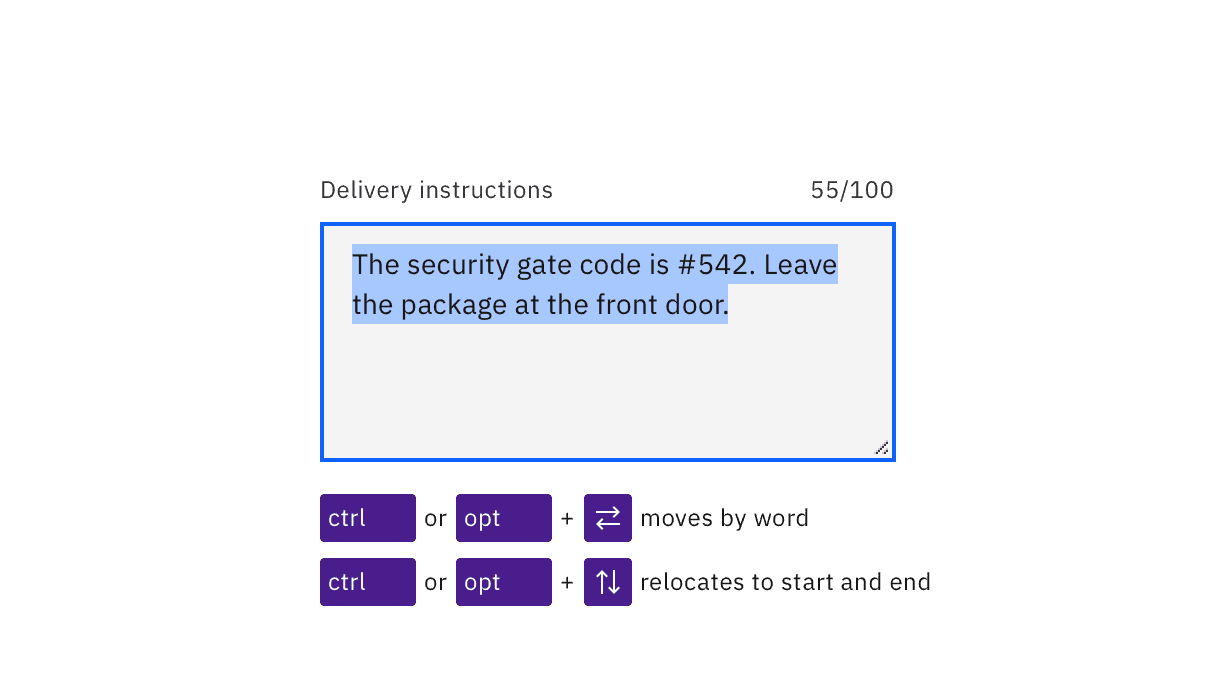 Delivery instructions 55/100
The security gate code is #542. Leave
the package at the front door.
ctrl or opt + ⇄ moves by word
ctrl or opt + ↑↓ relocates to start and end